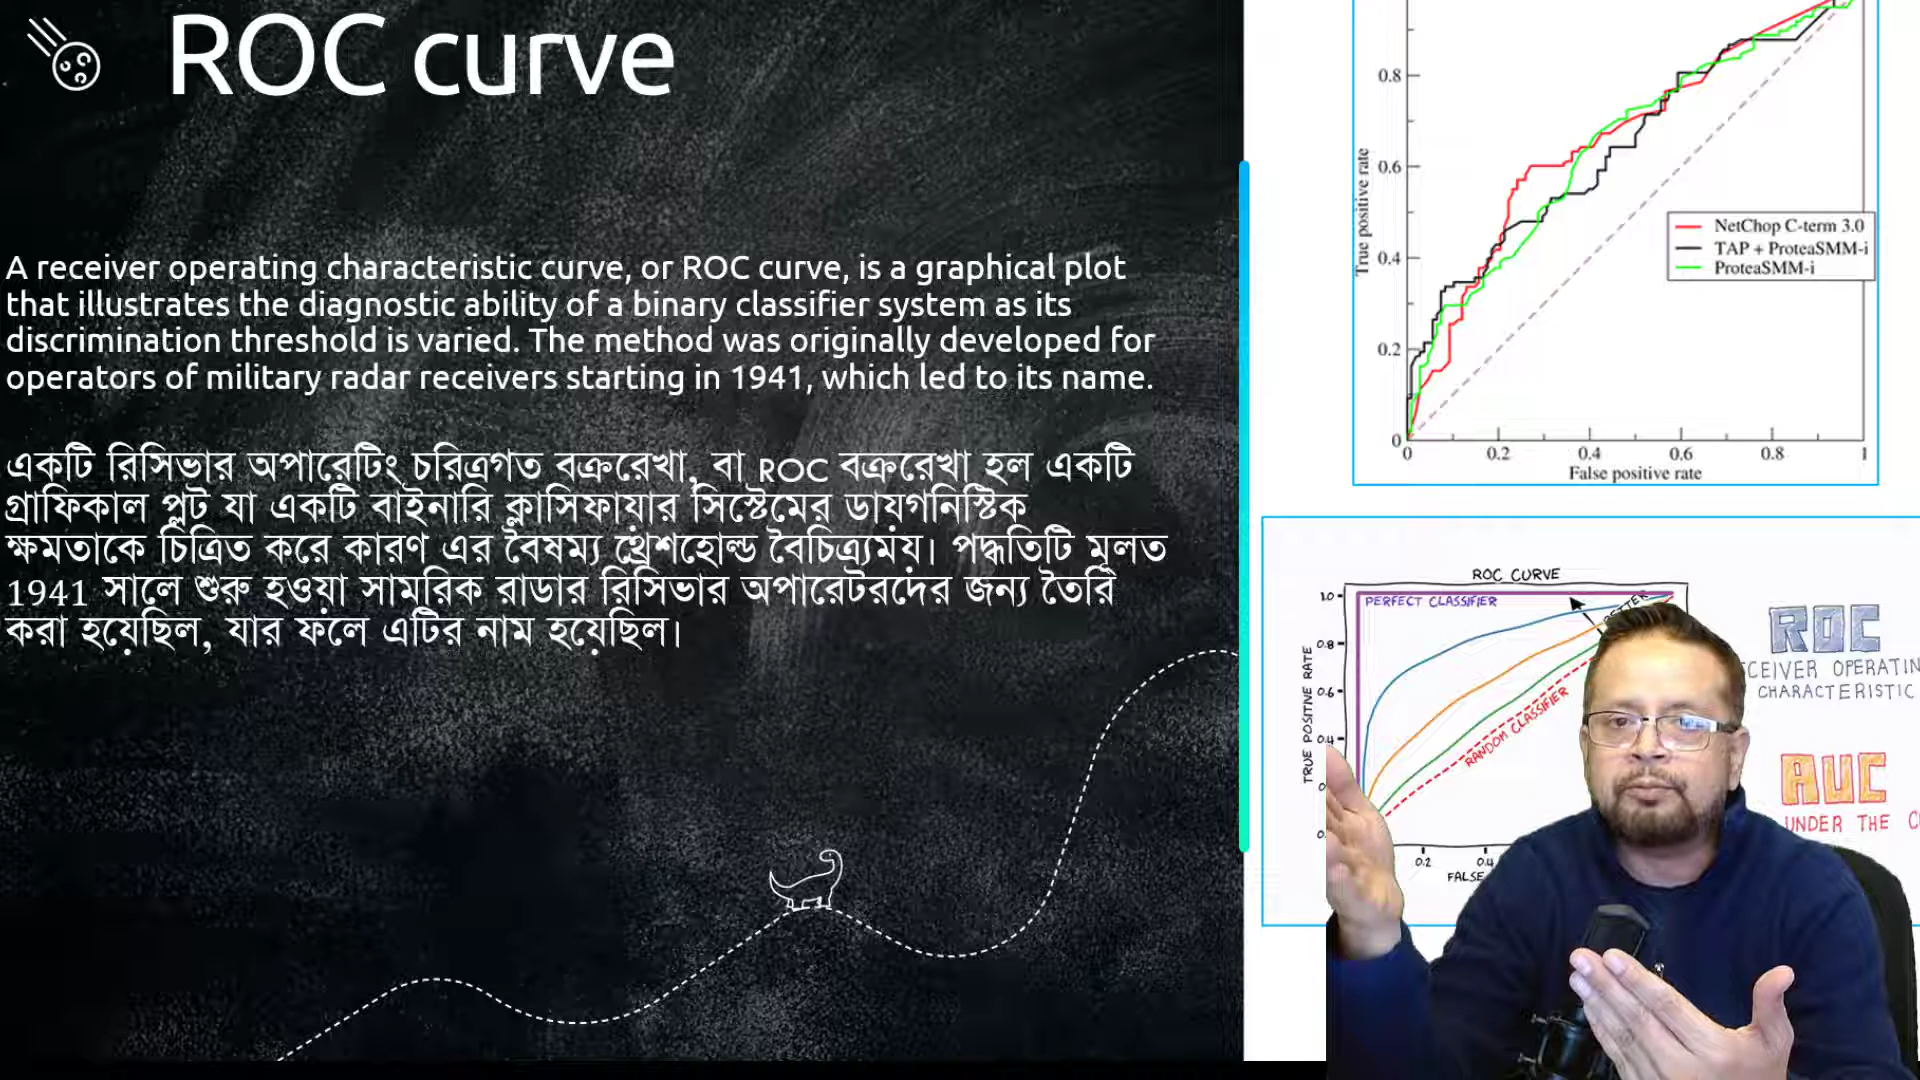 ROC curve
A receiver operating characteristic curve, or ROC curve, is a graphical plot
that illustrates the diagnostic ability of a binary classifier system as its
discrimination threshold is varied. The method was originally developed for
operators of military radar receivers starting in 1941, which led to its name.
একটি রিসিভার অপারেটিং চরিত্রগত বক্ররেখা, বা ROC বক্ররেখা হল একটি
গ্রাফিকাল প্লট যা একটি বাইনারি ক্লাসিফায়ার সিস্টেমের ডায়গনিস্টিক
ক্ষমতাকে চিত্রিত করে কারণ এর বৈষম্য থ্রেশহোল্ড বৈচিত্র্যময়। পদ্ধতিটি মূলত
1941 সালে শুরু হওয়া সামরিক রাডার রিসিভার অপারেটরদের জন্য তৈরি
করা হয়েছিল, যার ফলে এটির নাম হয়েছিল।
True positive rate
0.8
0.6
0.4
0.2
0
NetChop C-term 3.0
TAP + ProteaSMM-i
ProteaSMM-i
0 0.2 0.4 0.6 0.8 1
False positive rate
ROC CURVE
PERFECT CLASSIFIER
RANDOM CLASSIFIER
TRUE POSITIVE RATE
1.0
0.8
0.6
0.4
0.2 0.4
FALSE
ROC
CHARACTERISTIC
AUC
UNDER THE